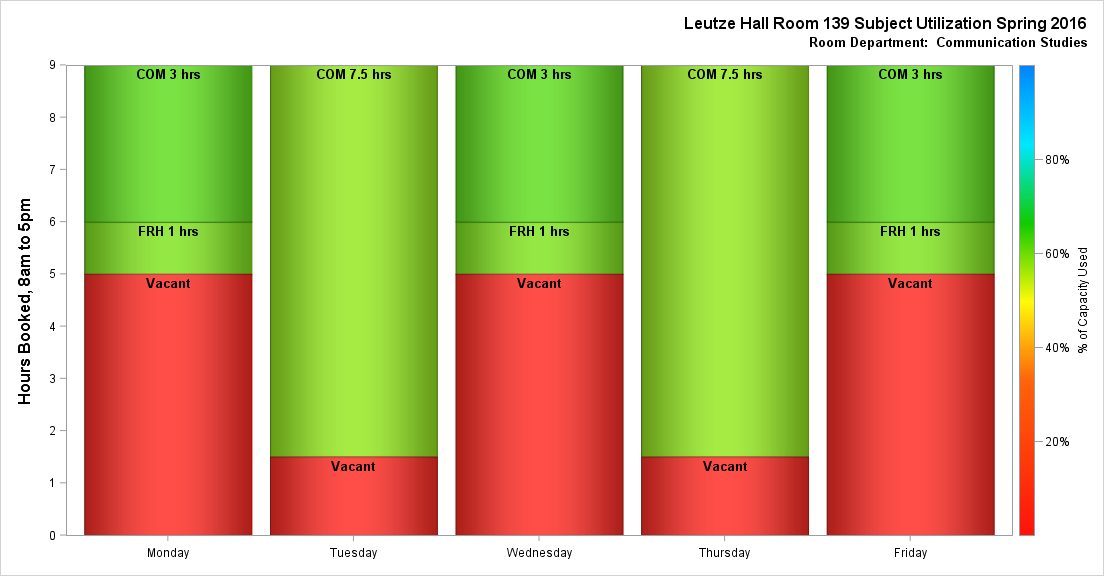 Leutze Hall Room 139 Subject Utilization Spring 2016
Room Department:  Communication Studies
Hours Booked, 8am to 5pm
9
8
7
6
5
4
3
2
1
0
COM 3 hrs
FRH 1 hrs
Vacant
COM 7.5 hrs
Vacant
COM 3 hrs
FRH 1 hrs
Vacant
COM 7.5 hrs
Vacant
COM 3 hrs
FRH 1 hrs
Vacant
Monday
Tuesday
Wednesday
Thursday
Friday
80%
60%
40%
20%
% of Capacity Used